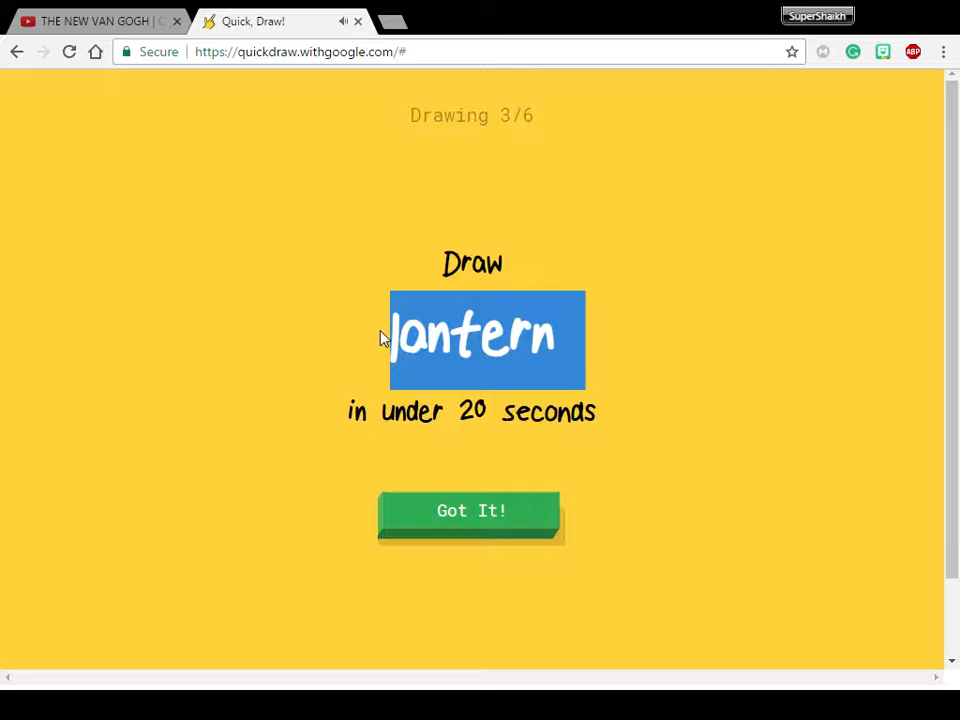 SuperShaikh
THE NEW VAN GOGH | C
Quick, Draw!
Secure
https://quickdraw.withgoogle.com/#
ABP
Drawing 3/6
Draw
lantern
in under 20 seconds
Got It!